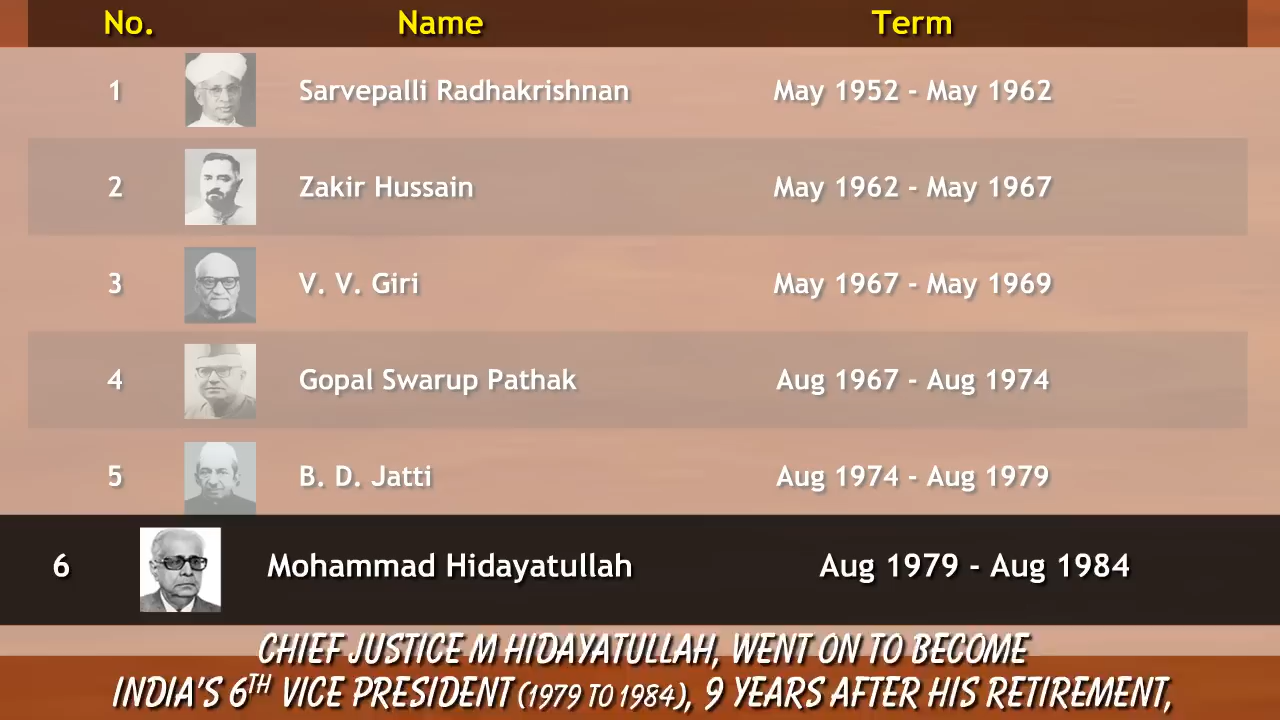 No. Name Term
1 Sarvepalli Radhakrishnan May 1952 - May 1962
2 Zakir Hussain May 1962 - May 1967
3 V. V. Giri May 1967 - May 1969
4 Gopal Swarup Pathak Aug 1967 - Aug 1974
5 B. D. Jatti Aug 1974 - Aug 1979
6 Mohammad Hidayatullah Aug 1979 - Aug 1984
CHIEF JUSTICE M HIDAYATULLAH, WENT ON TO BECOME
INDIA'S 6TH VICE PRESIDENT (1979 TO 1984), 9 YEARS AFTER HIS RETIREMENT,